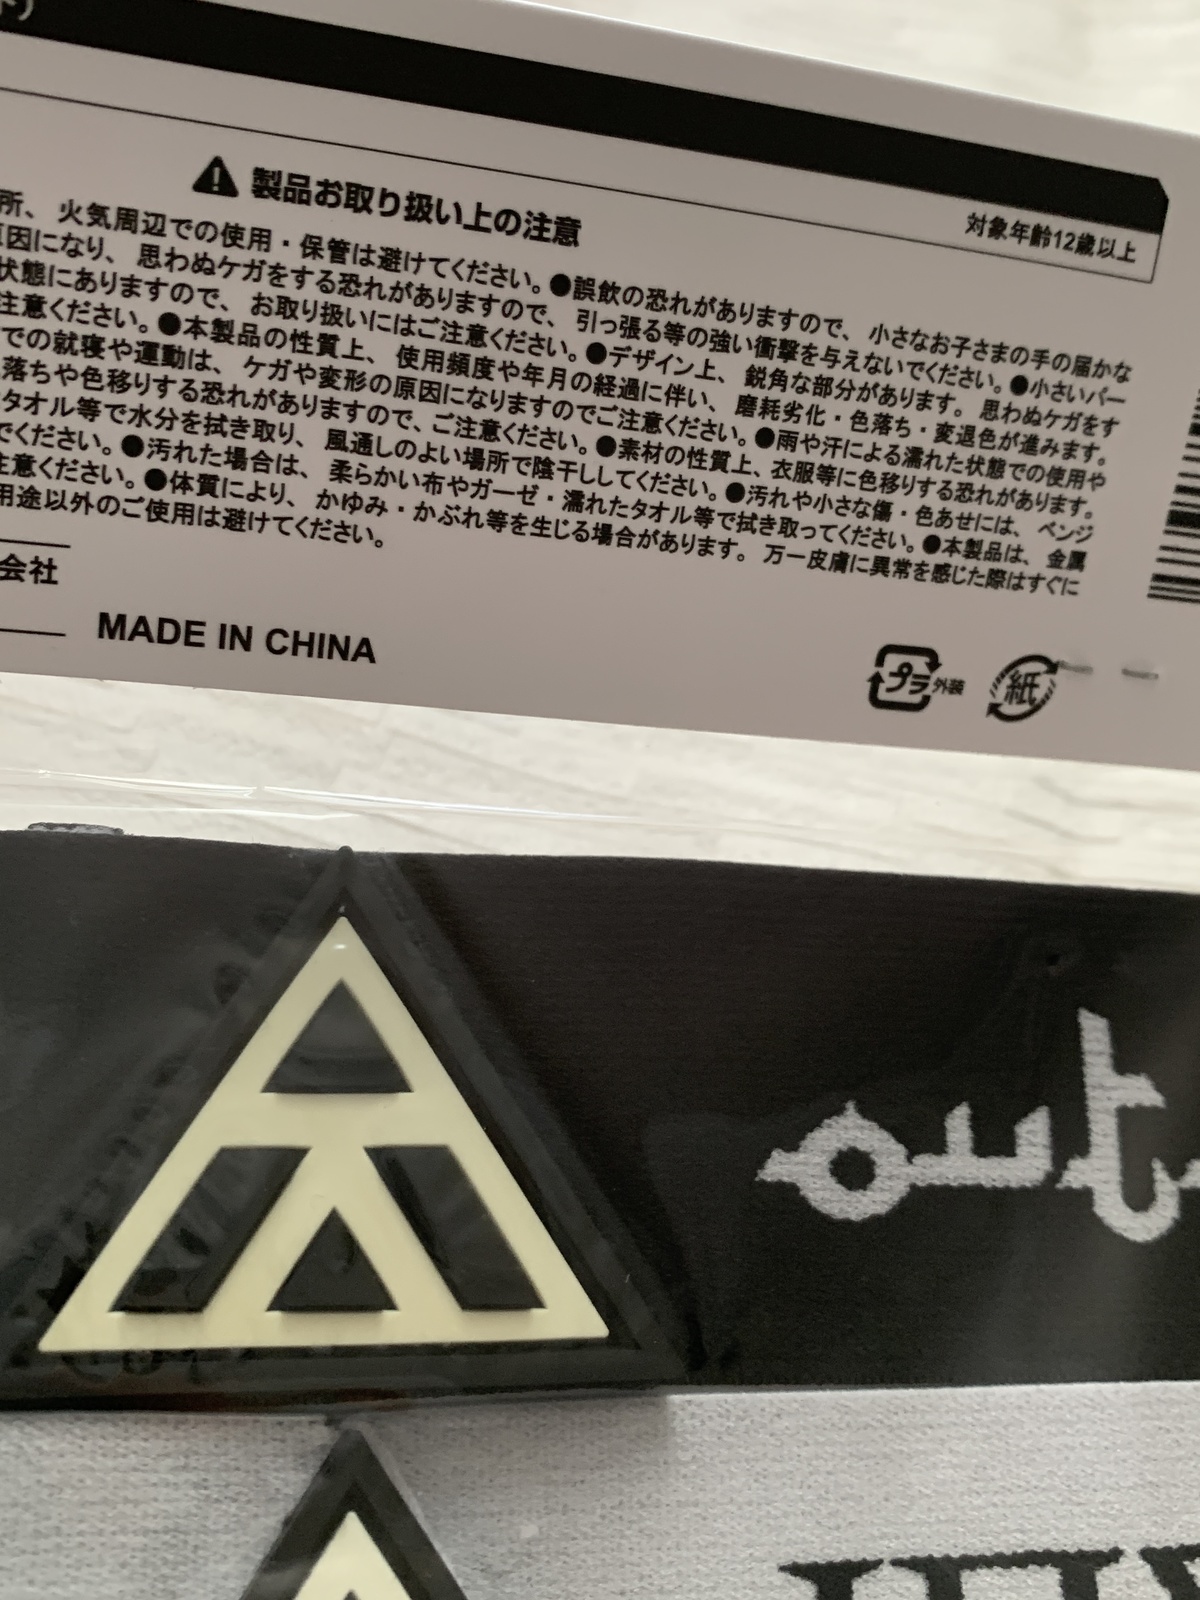 製品お取り扱い上の注意
対象年齢12歳以上
所、火気周辺での使用・保管は避けてください。●誤飲の恐れがありますので、小さなお子さまの手の届かな
因になり、思わぬケガをする恐れがありますので、引っ張る等の強い衝撃を与えないでください。●小さいパー
状態にありますので、お取り扱いにはご注意ください。●デザイン上、鋭角な部分があります。思わぬケガをす
注意ください。●本製品の性質上、使用頻度や年月の経過に伴い、磨耗劣化・色落ち・変退色が進みます。
での就寝や運動は、ケガや変形の原因になりますのでご注意ください。●雨や汗による濡れた状態での使用や
落ちや色移りする恐れがありますので、ご注意ください。●素材の性質上、衣服等に色移りする恐れがあります。
タオル等で水分を拭き取り、風通しのよい場所で陰干ししてください。●汚れや小さな傷・色あせには、ベンジ
でください。●汚れた場合は、柔らかい布やガーゼ・濡れたタオル等で拭き取ってください。●本製品は、金属
注意ください。●体質により、かゆみ・かぶれ等を生じる場合があります。万一皮膚に異常を感じた際はすぐに
用途以外のご使用は避けてください。
会社
MADE IN CHINA
プラ 外装 紙
out